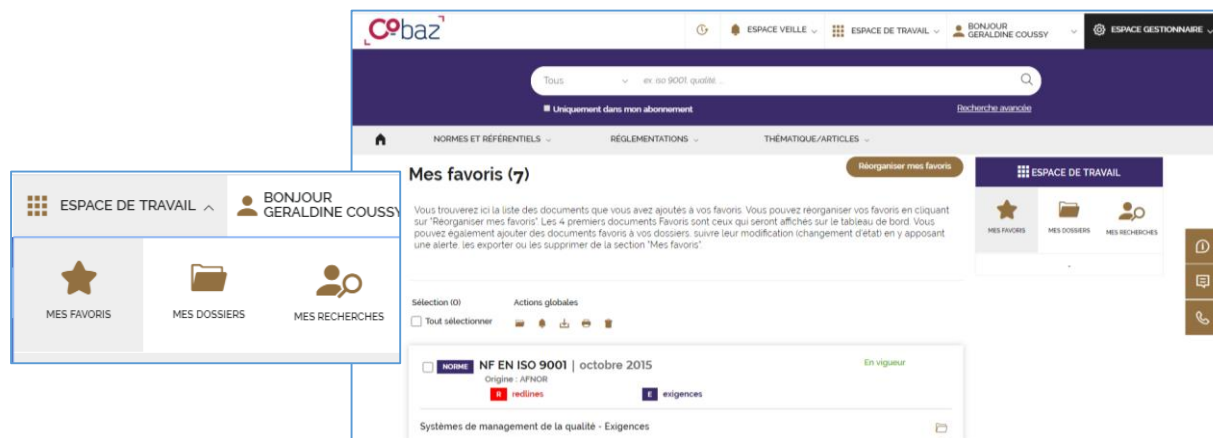 Cobaz
ESPACE VEILLE
ESPACE DE TRAVAIL
BONJOUR
GERALDINE COUSSY
ESPACE GESTIONNAIRE
Tous
ex. iso 9001, qualité, ...
Uniquement dans mon abonnement
Recherche avancée
NORMES ET RÉFÉRENTIELS
RÉGLEMENTATIONS
THÉMATIQUE/ARTICLES
Mes favoris (7)
Réorganiser mes favoris
Vous trouverez ici la liste des documents que vous avez ajoutés à vos favoris. Vous pouvez réorganiser vos favoris en cliquant
sur "Réorganiser mes favoris". Les 4 premiers documents Favoris sont ceux qui seront affichés sur le tableau de bord. Vous
pouvez également ajouter des documents favoris à vos dossiers, suivre leur modification (changement d'état) en y apposant
une alerte, les exporter ou les supprimer de la section "Mes favoris".
ESPACE DE TRAVAIL
MES FAVORIS
MES DOSSIERS
MES RECHERCHES
Sélection (0)
Actions globales
Tout sélectionner
NORME NF EN ISO 9001 | octobre 2015
En vigueur
Origine : AFNOR
R redlines
E exigences
Systèmes de management de la qualité - Exigences
ESPACE DE TRAVAIL
BONJOUR
GERALDINE COUSSY
MES FAVORIS
MES DOSSIERS
MES RECHERCHES